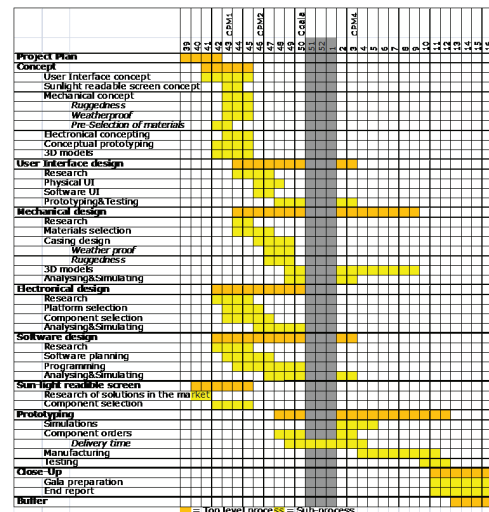 CPM1 CPM2 Gala CPM4
39 40 41 42 43 44 45 46 47 48 49 50 51 52 1 2 3 4 5 6 7 8 9 10 11 12 13 14 15
Project Plan
Concept
User Interface concept
Sunlight readable screen concept
Mechanical concept
Ruggedness
Weatherproof
Pre-Selection of materials
Electronical concepting
Conceptual prototyping
3D models
User Interface design
Research
Physical UI
Software UI
Prototyping&Testing
Mechanical design
Research
Materials selection
Casing design
Weather proof
Ruggedness
3D models
Analysing&Simulating
Electronical design
Research
Platform selection
Component selection
Analysing&Simulating
Software design
Research
Software planning
Programming
Analysing&Simulating
Sun-light readible screen
Research of solutions in the market
Component selection
Prototyping
Simulations
Component orders
Delivery time
Manufacturing
Testing
Close-Up
Gala preparation
End report
Buffer
= Top level process = Sub-process